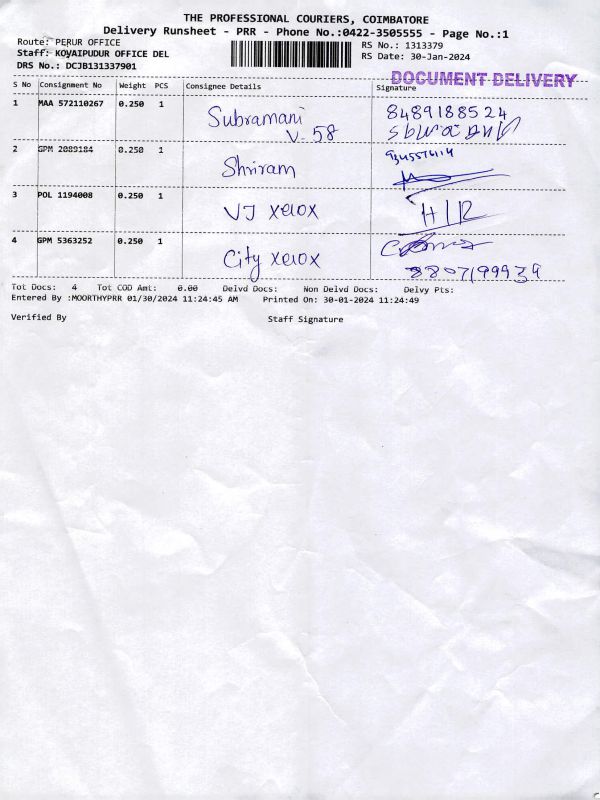 THE PROFESSIONAL COURIERS, COIMBATORE
Delivery Runsheet - PRR - Phone No.:0422-3505555 - Page No.:1
Route: PERUR OFFICE
Staff: KOVAIPUDUR OFFICE DEL
DRS No.: DCJB131337901
RS No.: 1313379
RS Date: 30-Jan-2024
DOCUMENT DELIVERY
S No Consignment No Weight PCS Consignee Details Signature
1 MAA 572110267 0.250 1 Subramani 8489188524
V-58
2 GPM 2089184 0.250 1 Shriram
3 POL 1194008 0.250 1 VJ xerox
4 GPM 5363252 0.250 1 City xerox
8807199939
Tot Docs: 4 Tot COD Amt: 0.00 Delvd Docs: Non Delvd Docs: Delvy Pts:
Entered By :MOORTHYPRR 01/30/2024 11:24:45 AM Printed On: 30-01-2024 11:24:49
Verified By Staff Signature